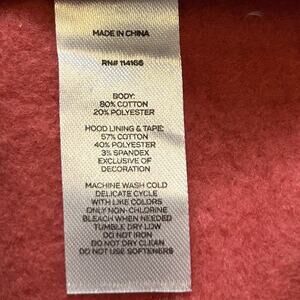 MADE IN CHINA
RN# 114166
BODY:
80% COTTON
20% POLYESTER
HOOD LINING & TAPE:
57% COTTON
40% POLYESTER
3% SPANDEX
EXCLUSIVE OF
DECORATION
MACHINE WASH COLD
DELICATE CYCLE
WITH LIKE COLORS
ONLY NON-CHLORINE
BLEACH WHEN NEEDED
TUMBLE DRY LOW
DO NOT IRON
DO NOT DRY CLEAN
DO NOT USE SOFTENERS